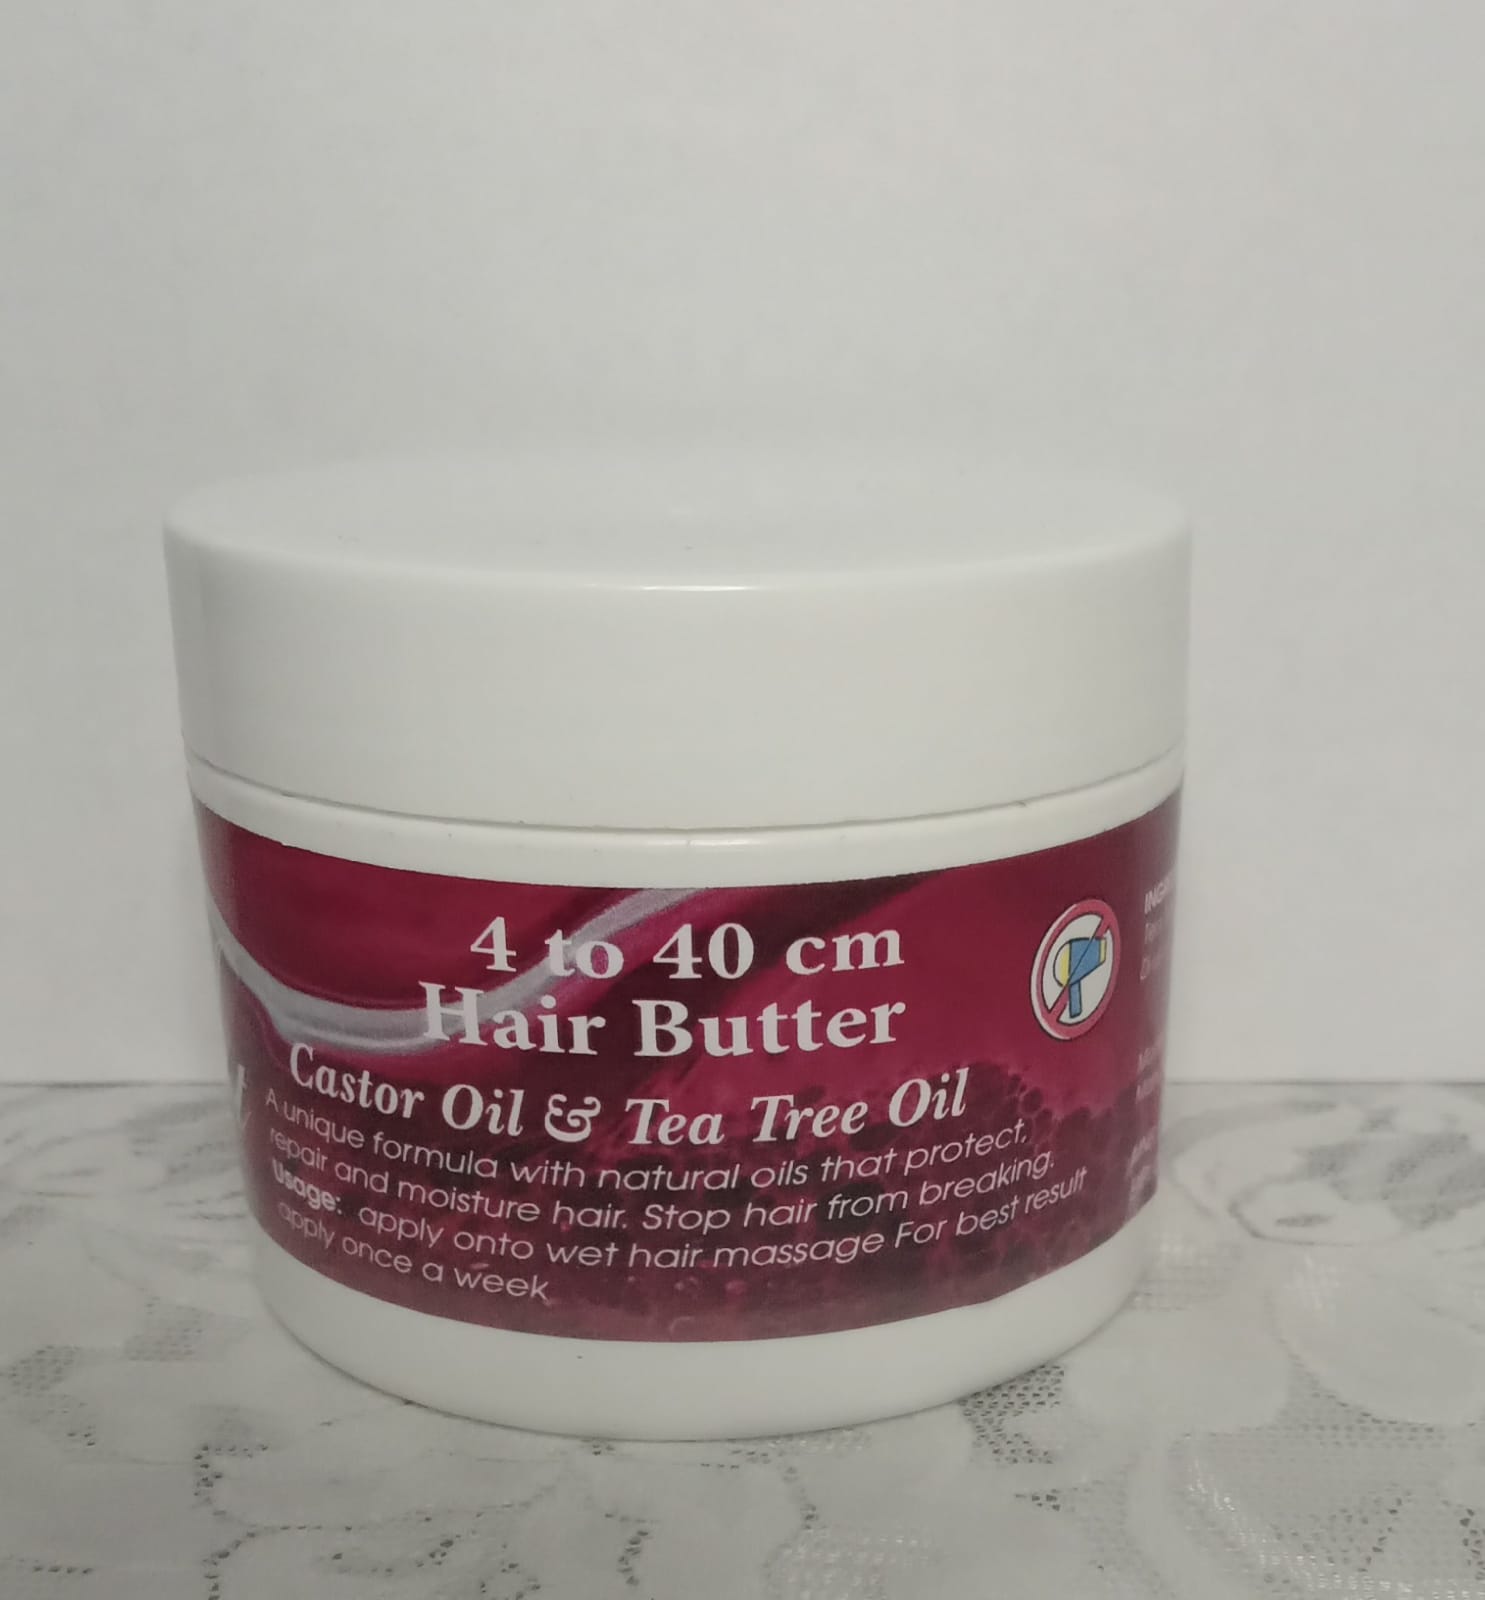 4 to 40 cm
Hair Butter
Castor Oil & Tea Tree Oil
A unique formula with natural oils that protect,
repair and moisture hair. Stop hair from breaking.
Usage: apply onto wet hair massage For best result
apply once a week